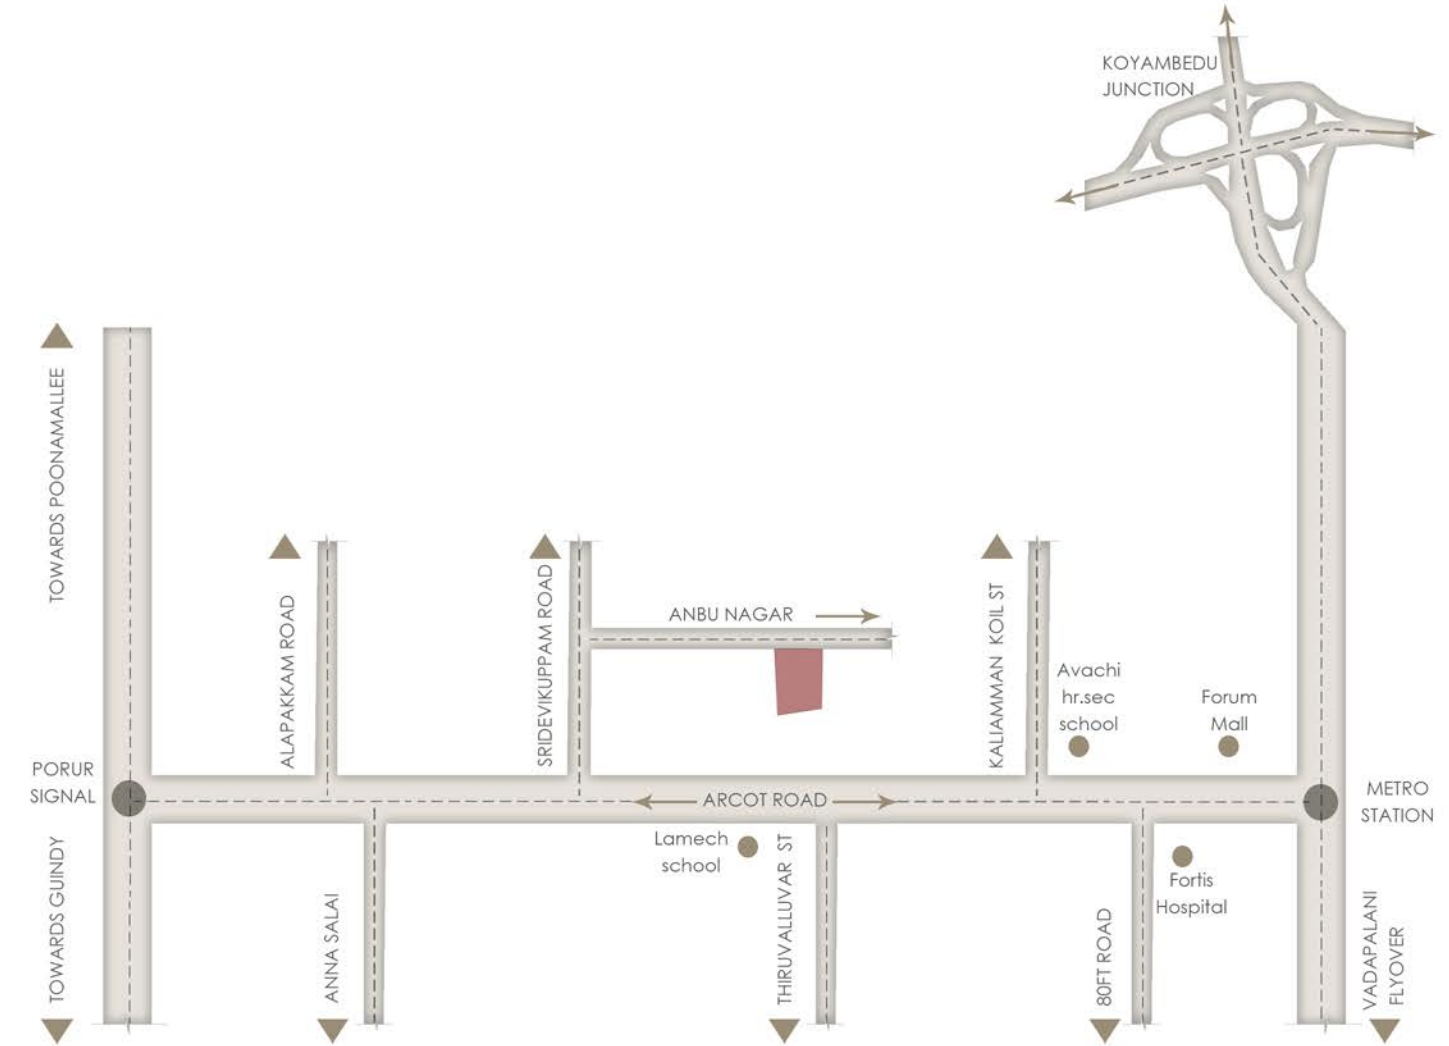 KOYAMBEDU
JUNCTION
TOWARDS POONAMALLEE
ALAPAKKAM ROAD
SRIDEVIKUPPAM ROAD
ANBU NAGAR
KALIAMMAN KOIL ST
Avachi
hr.sec
school
Forum
Mall
PORUR
SIGNAL
ARCOT ROAD
METRO
STATION
TOWARDS GUINDY
ANNA SALAI
Lamech
school
THIRUVALLUVAR ST
80FT ROAD
Fortis
Hospital
VADAPALANI
FLYOVER